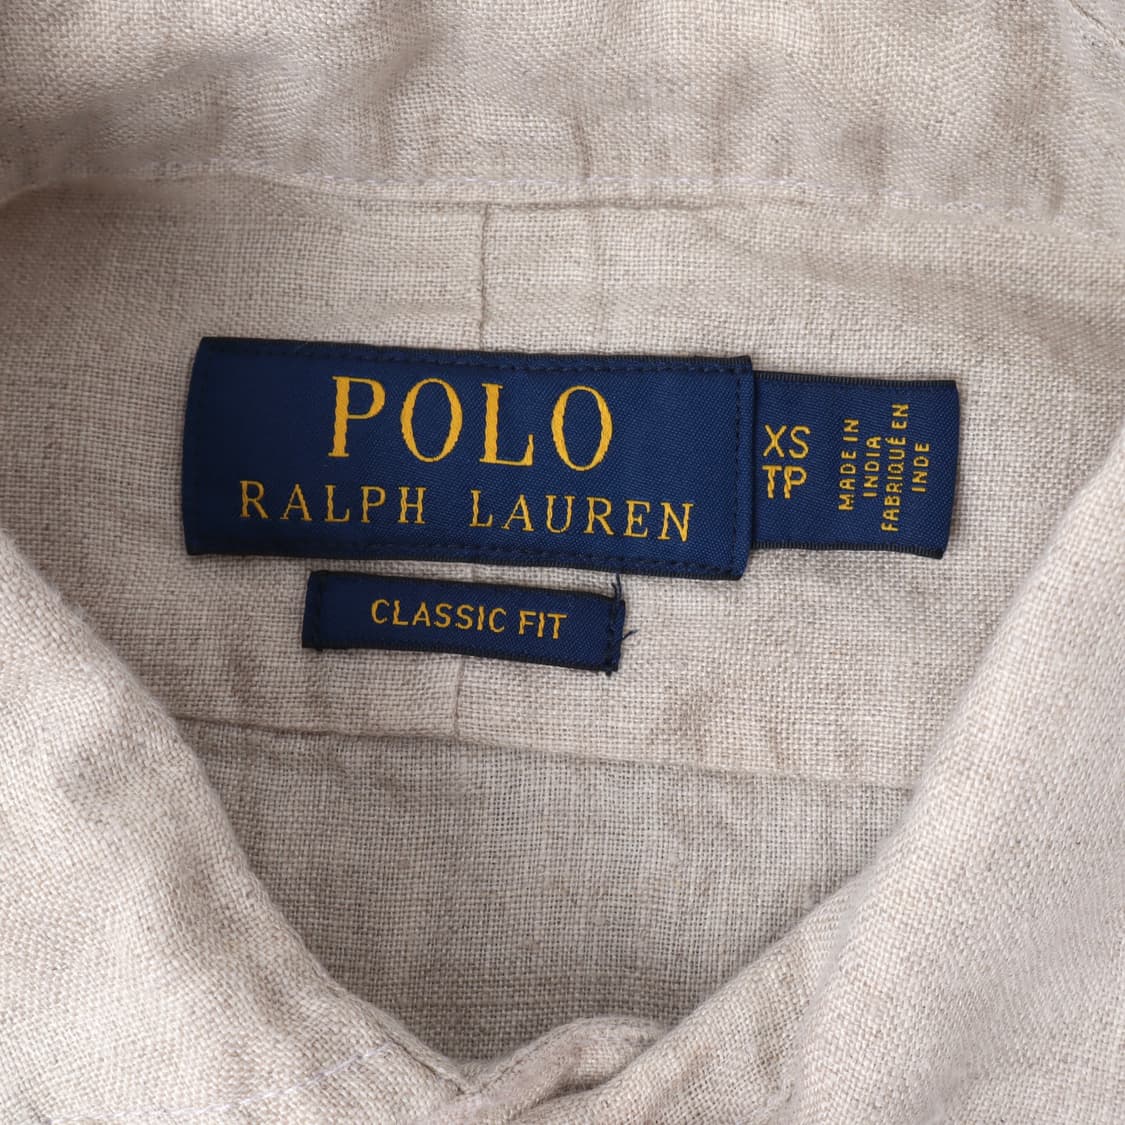 POLO
RALPH LAUREN
XS
TP
MADE IN
INDIA
FABRIQUÉ EN
INDE
CLASSIC FIT